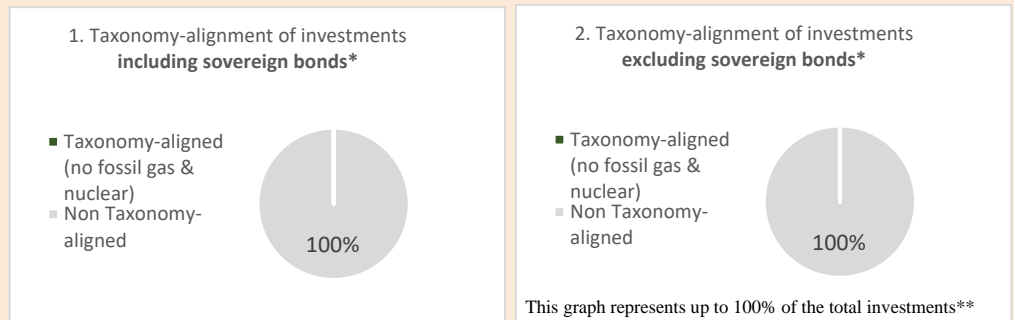 1. Taxonomy-alignment of investments
including sovereign bonds*
Taxonomy-aligned
(no fossil gas &
nuclear)
Non Taxonomy-
aligned
100%
2. Taxonomy-alignment of investments
excluding sovereign bonds*
Taxonomy-aligned
(no fossil gas &
nuclear)
Non Taxonomy-
aligned
100%
This graph represents up to 100% of the total investments**